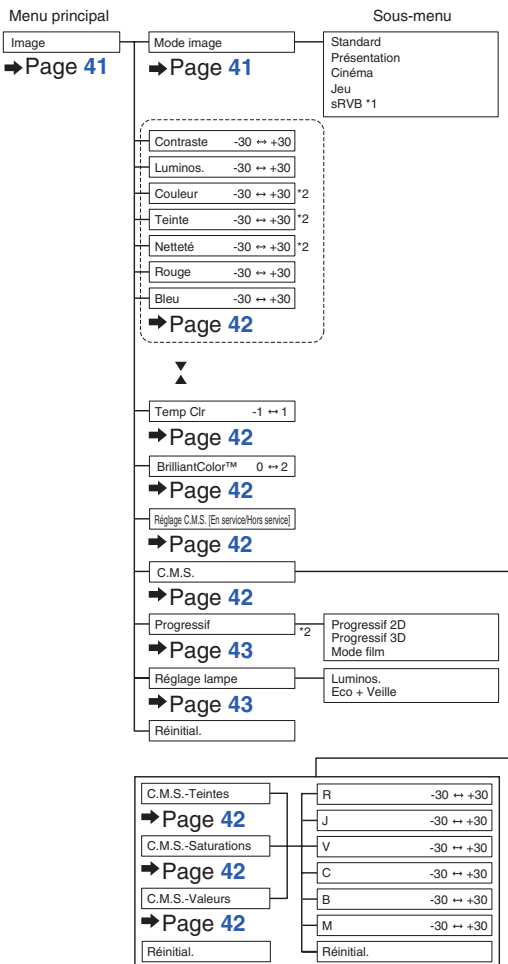 Menu principal
Sous-menu
Image
➡Page 41
Mode image
➡Page 41
Standard
Présentation
Cinéma
Jeu
sRVB *1
Contraste -30 ↔ +30
Luminos. -30 ↔ +30
Couleur -30 ↔ +30 *2
Teinte -30 ↔ +30 *2
Netteté -30 ↔ +30 *2
Rouge -30 ↔ +30
Bleu -30 ↔ +30
➡Page 42
Temp Clr -1 ↔ 1
➡Page 42
BrilliantColor™ 0 ↔ 2
➡Page 42
Réglage C.M.S. [En service/Hors service]
➡Page 42
C.M.S.
➡Page 42
Progressif *2
➡Page 43
Progressif 2D
Progressif 3D
Mode film
Réglage lampe
➡Page 43
Luminos.
Eco + Veille
Réinitial.
C.M.S.-Teintes
➡Page 42
C.M.S.-Saturations
➡Page 42
C.M.S.-Valeurs
➡Page 42
Réinitial.
R -30 ↔ +30
J -30 ↔ +30
V -30 ↔ +30
C -30 ↔ +30
B -30 ↔ +30
M -30 ↔ +30
Réinitial.